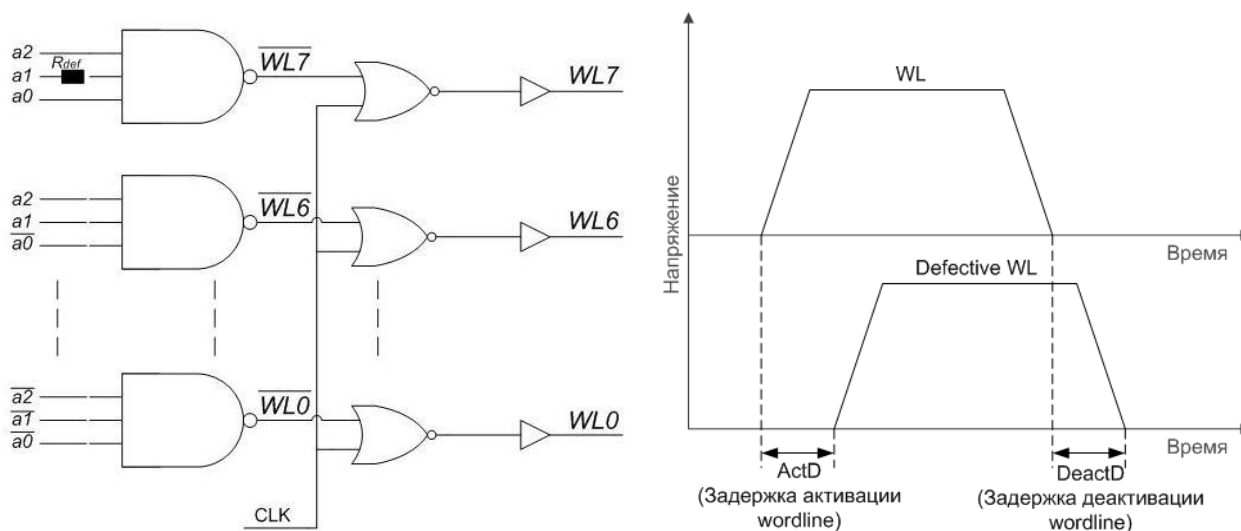 a2
Rdef
a1
a0
WL7
WL7
a2
a1
a0
WL6
WL6
a2
a1
a0
WL0
WL0
CLK
Напряжение
WL
Время
Defective WL
Время
ActD
(Задержка активации
wordline)
DeactD
(Задержка деактивации
wordline)